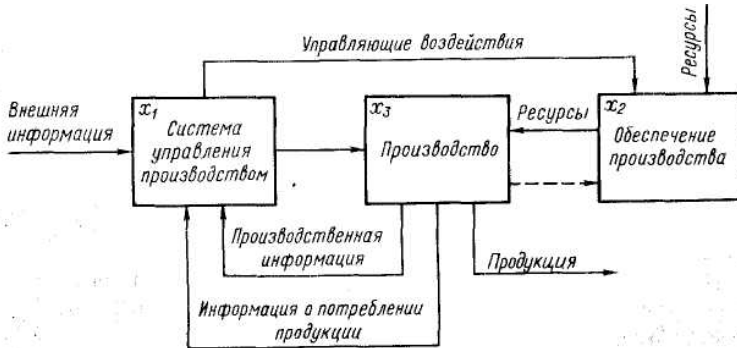 Управляющие воздействия
Ресурсы
Внешняя
информация
x1
Система
управления
производством
x3
Производство
Ресурсы
x2
Обеспечение
производства
Производственная
информация
Продукция
Информация о потреблении
продукции